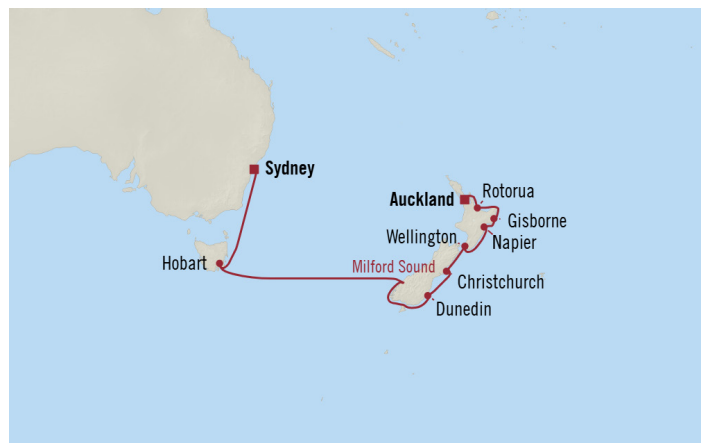 Sydney
Auckland
Rotorua
Gisborne
Wellington
Napier
Hobart
Milford Sound
Christchurch
Dunedin